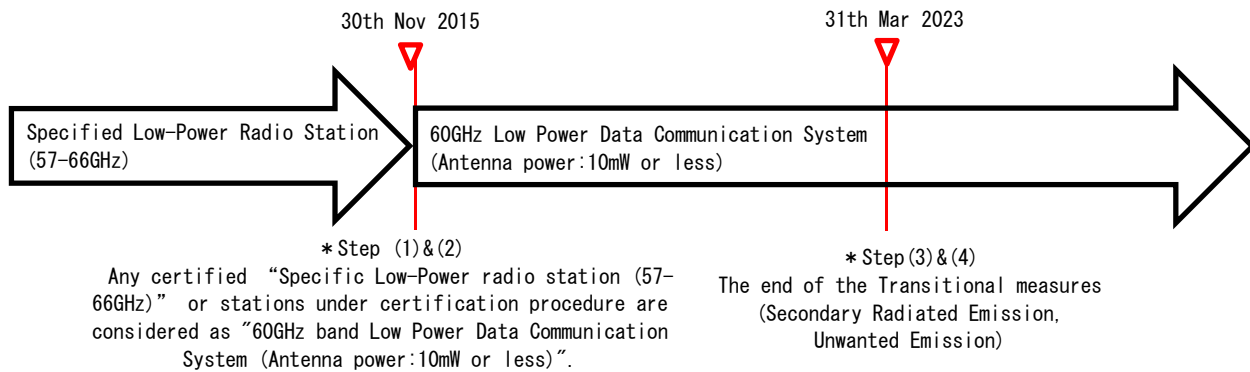 30th Nov 2015
31th Mar 2023
Specified Low-Power Radio Station
(57-66GHz)
60GHz Low Power Data Communication System
(Antenna power:10mW or less)
*Step (1)&(2)
Any certified “Specific Low-Power radio station (57-
66GHz)” or stations under certification procedure are
considered as "60GHz band Low Power Data Communication
System (Antenna power:10mW or less)".
*Step(3)&(4)
The end of the Transitional measures
(Secondary Radiated Emission,
Unwanted Emission)